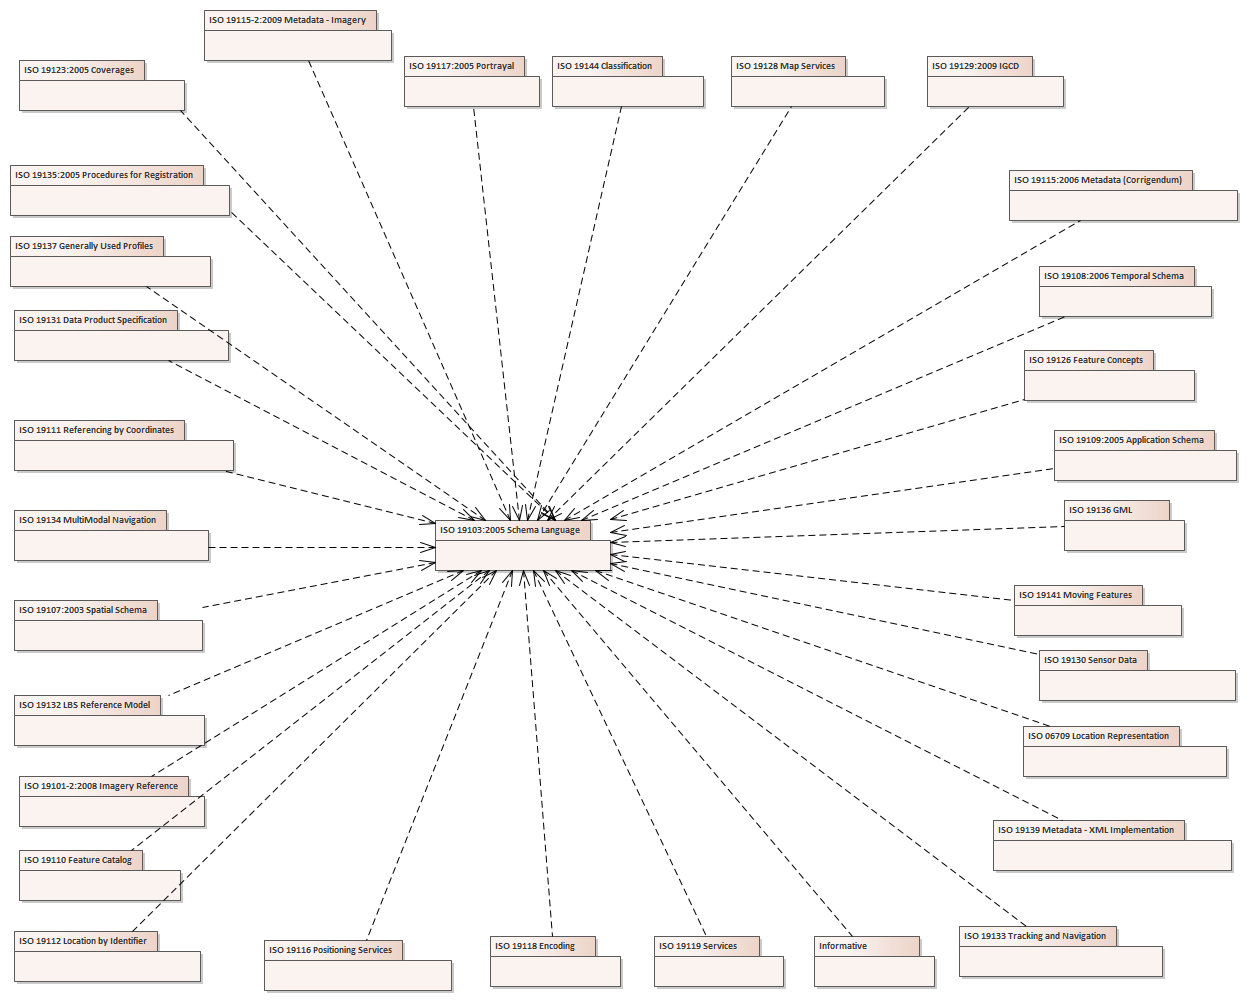 ISO 19115-2:2009 Metadata - Imagery
ISO 19123:2005 Coverages
ISO 19117:2005 Portrayal
ISO 19144 Classification
ISO 19128 Map Services
ISO 19129:2009 IGCD
ISO 19135:2005 Procedures for Registration
ISO 19115:2006 Metadata (Corrigendum)
ISO 19137 Generally Used Profiles
ISO 19108:2006 Temporal Schema
ISO 19131 Data Product Specification
ISO 19126 Feature Concepts
ISO 19111 Referencing by Coordinates
ISO 19109:2005 Application Schema
ISO 19134 MultiModal Navigation
ISO 19103:2005 Schema Language
ISO 19136 GML
ISO 19107:2003 Spatial Schema
ISO 19141 Moving Features
ISO 19130 Sensor Data
ISO 19132 LBS Reference Model
ISO 06709 Location Representation
ISO 19101-2:2008 Imagery Reference
ISO 19139 Metadata - XML Implementation
ISO 19110 Feature Catalog
ISO 19112 Location by Identifier
ISO 19116 Positioning Services
ISO 19118 Encoding
ISO 19119 Services
Informative
ISO 19133 Tracking and Navigation